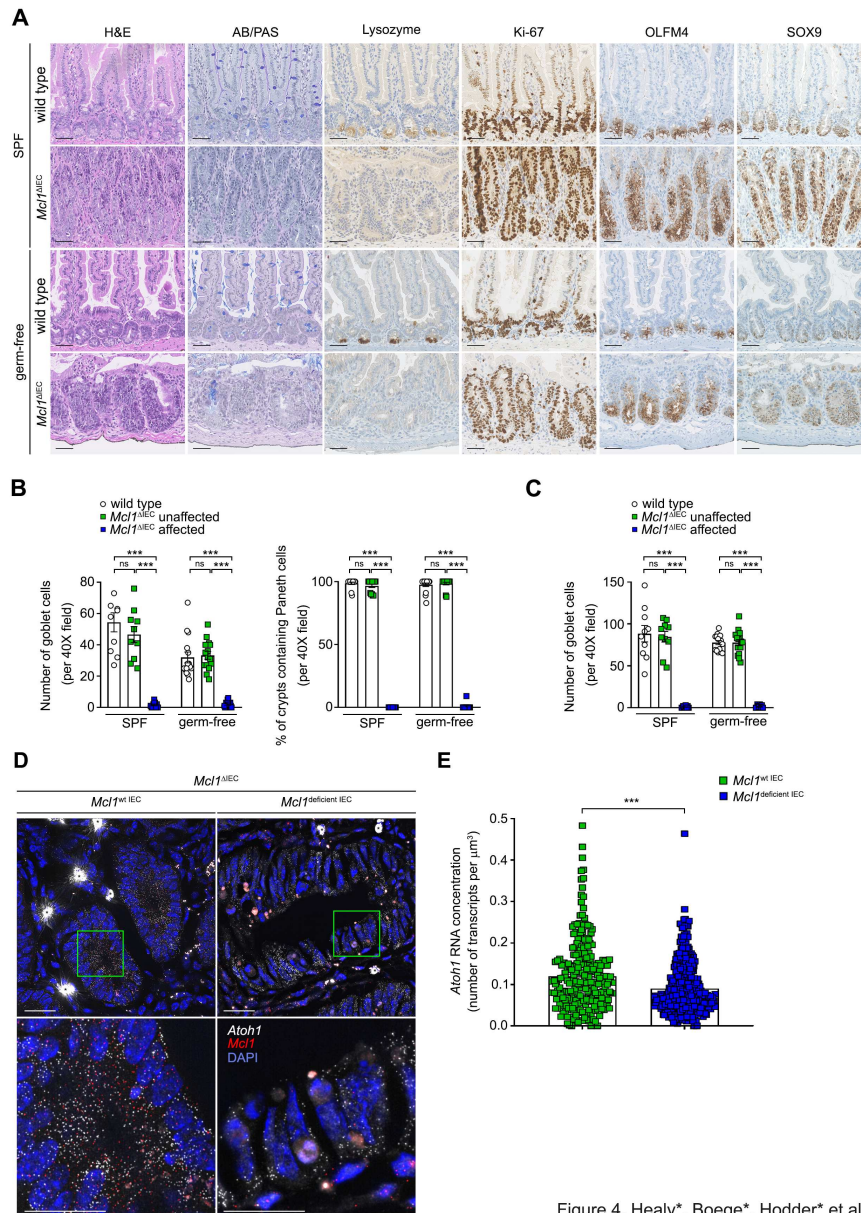 A
H&E AB/PAS Lysozyme Ki-67 OLFM4 SOX9
SPF
wild type
Mcl1ΔIEC
germ-free
wild type
Mcl1ΔIEC
B
wild type
Mcl1ΔIEC unaffected
Mcl1ΔIEC affected
*** ***
ns *** ns ***
Number of goblet cells
(per 40X field)
80
60
40
20
0
SPF germ-free
*** ***
ns *** ns ***
% of crypts containing Paneth cells
(per 40X field)
100
50
0
SPF germ-free
C
wild type
Mcl1ΔIEC unaffected
Mcl1ΔIEC affected
*** ***
ns *** ns ***
Number of goblet cells
(per 40X field)
150
100
50
0
SPF germ-free
D
Mcl1ΔIEC
Mcl1wt IEC Mcl1deficient IEC
Atoh1
Mcl1
DAPI
E
Mcl1wt IEC
Mcl1deficient IEC
***
Atoh1 RNA concentration
(number of transcripts per μm3)
0.5
0.4
0.3
0.2
0.1
0.0
Figure 4, Healy*, Boege*, Hodder* et al